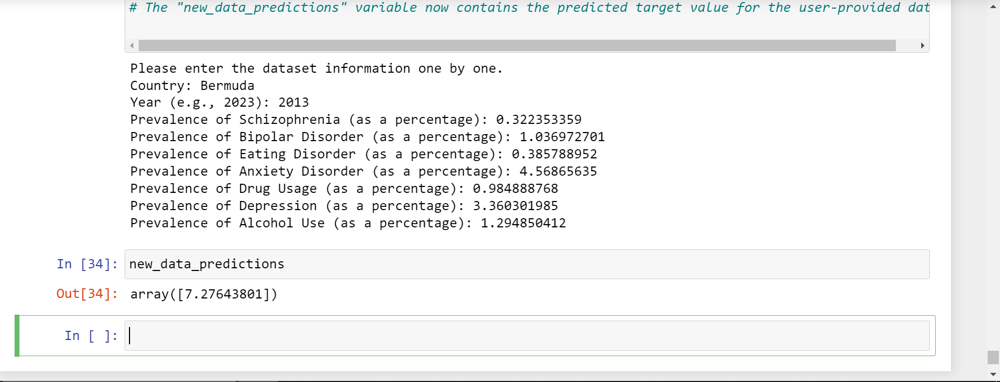 # The "new_data_predictions" variable now contains the predicted target value for the user-provided dat
Please enter the dataset information one by one.
Country: Bermuda
Year (e.g., 2023): 2013
Prevalence of Schizophrenia (as a percentage): 0.322353359
Prevalence of Bipolar Disorder (as a percentage): 1.036972701
Prevalence of Eating Disorder (as a percentage): 0.385788952
Prevalence of Anxiety Disorder (as a percentage): 4.56865635
Prevalence of Drug Usage (as a percentage): 0.984888768
Prevalence of Depression (as a percentage): 3.360301985
Prevalence of Alcohol Use (as a percentage): 1.294850412
In [34]: new_data_predictions
Out[34]: array([7.27643801])
In [ ]: